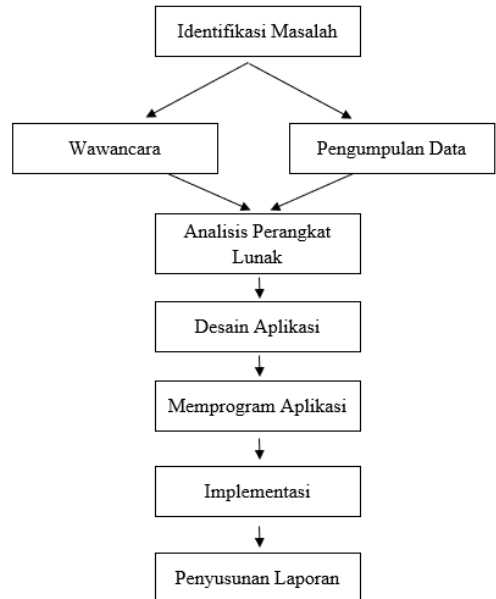 Identifikasi Masalah
Wawancara
Pengumpulan Data
Analisis Perangkat
Lunak
Desain Aplikasi
Memprogram Aplikasi
Implementasi
Penyusunan Laporan